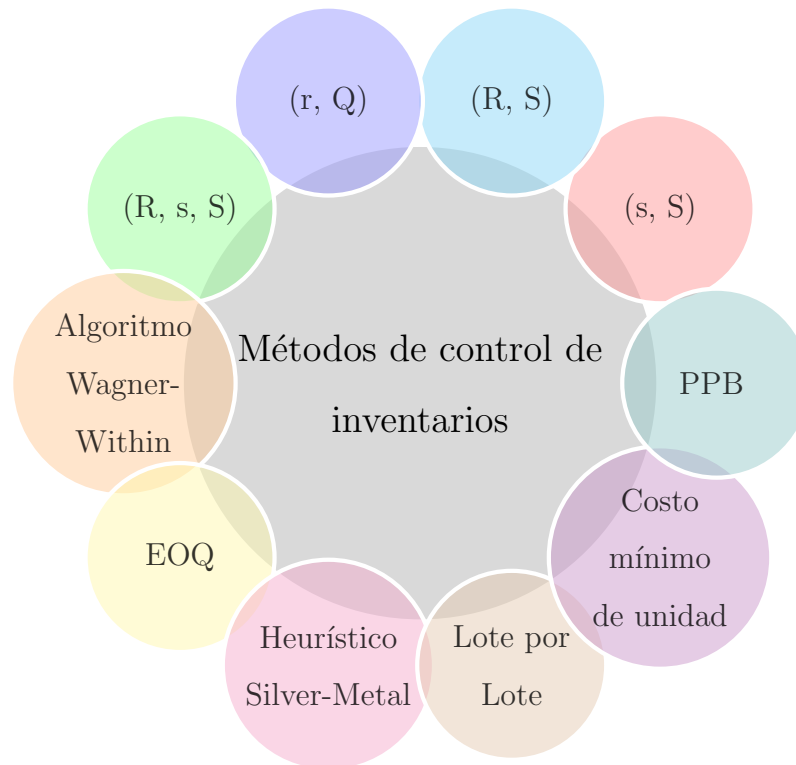 (r, Q)
(R, S)
(R, s, S)
(s, S)
Algoritmo
Wagner-
Within
Métodos de control de
inventarios
PPB
EOQ
Costo
mínimo
de unidad
Heurístico
Silver-Metal
Lote por
Lote